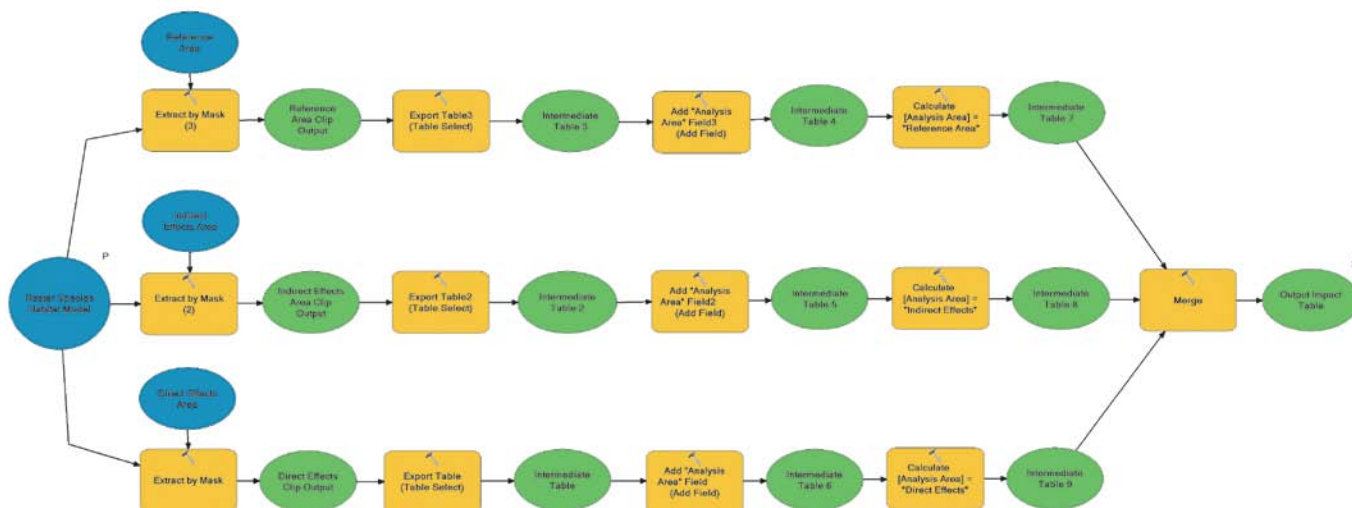 Reference
Area
Extract by Mask
(3)
Reference
Area Clip
Output
Export Table3
(Table Select)
Intermediate
Table 3
Add "Analysis
Area" Field3
(Add Field)
Intermediate
Table 4
Calculate
[Analysis Area] =
"Reference Area"
Intermediate
Table 7
Indirect
Effects Area
P
Raster Species
Habitat Model
Extract by Mask
(2)
Indirect Effects
Area Clip
Output
Export Table2
(Table Select)
Intermediate
Table 2
Add "Analysis
Area" Field2
(Add Field)
Intermediate
Table 5
Calculate
[Analysis Area] =
"Indirect Effects"
Intermediate
Table 8
Merge
Output Impact
Table
Direct Effects
Area
Extract by Mask
Direct Effects
Clip Output
Export Table
(Table Select)
Intermediate
Table
Add "Analysis
Area" Field
(Add Field)
Intermediate
Table 6
Calculate
[Analysis Area] =
"Direct Effects"
Intermediate
Table 9